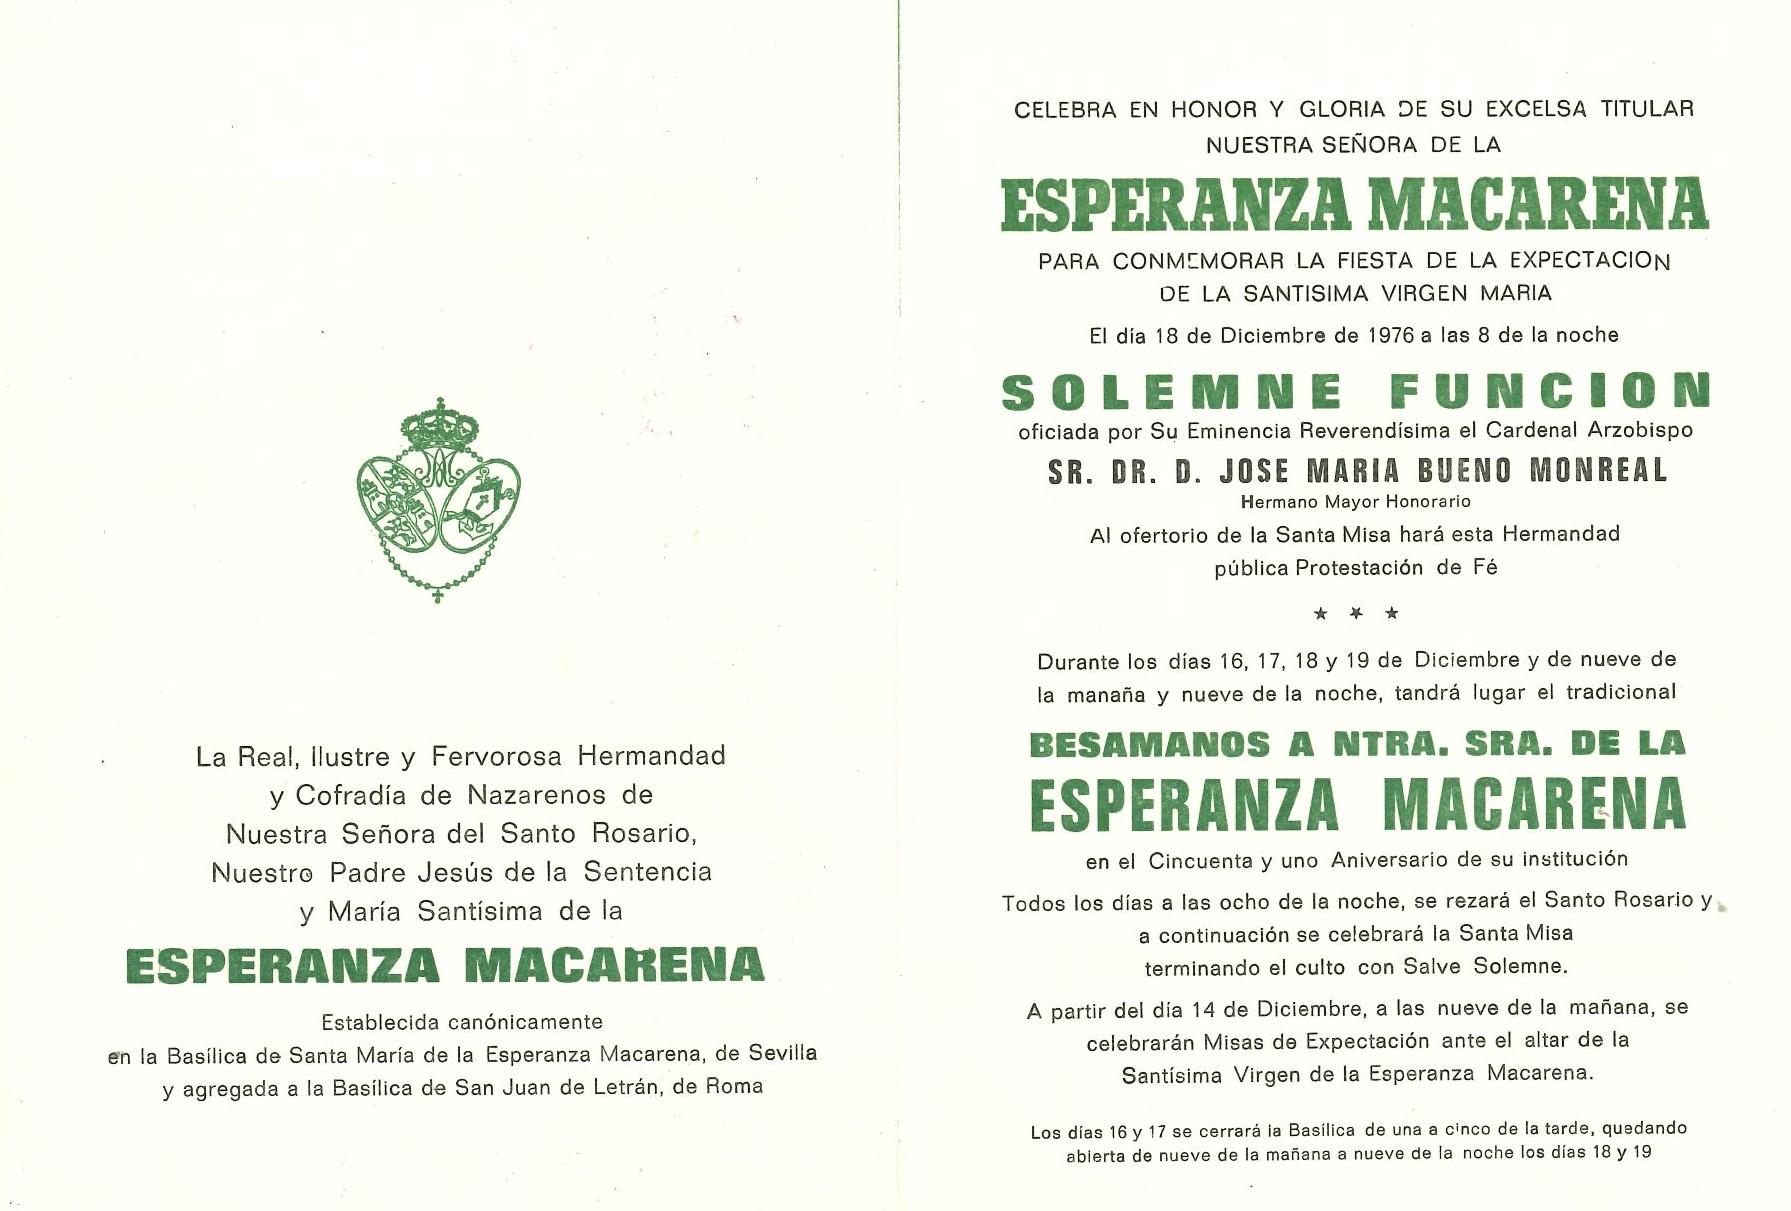 La Real, Ilustre y Fervorosa Hermandad
y Cofradía de Nazarenos de
Nuestra Señora del Santo Rosario,
Nuestro Padre Jesús de la Sentencia
y María Santísima de la
ESPERANZA MACARENA
Establecida canónicamente
en la Basílica de Santa María de la Esperanza Macarena, de Sevilla
y agregada a la Basílica de San Juan de Letrán, de Roma
CELEBRA EN HONOR Y GLORIA DE SU EXCELSA TITULAR
NUESTRA SEÑORA DE LA
ESPERANZA MACARENA
PARA CONMEMORAR LA FIESTA DE LA EXPECTACION
DE LA SANTISIMA VIRGEN MARIA
El día 18 de Diciembre de 1976 a las 8 de la noche
SOLEMNE FUNCION
oficiada por Su Eminencia Reverendísima el Cardenal Arzobispo
SR. DR. D. JOSE MARIA BUENO MONREAL
Hermano Mayor Honorario
Al ofertorio de la Santa Misa hará esta Hermandad
pública Protestación de Fé
★ ★ ★
Durante los días 16, 17, 18 y 19 de Diciembre y de nueve de
la manaña y nueve de la noche, tandrá lugar el tradicional
BESAMANOS A NTRA. SRA. DE LA
ESPERANZA MACARENA
en el Cincuenta y uno Aniversario de su institución
Todos los días a las ocho de la noche, se rezará el Santo Rosario y
a continuación se celebrará la Santa Misa
terminando el culto con Salve Solemne.
A partir del día 14 de Diciembre, a las nueve de la mañana, se
celebrarán Misas de Expectación ante el altar de la
Santísima Virgen de la Esperanza Macarena.
Los días 16 y 17 se cerrará la Basílica de una a cinco de la tarde, quedando
abierta de nueve de la mañana a nueve de la noche los días 18 y 19